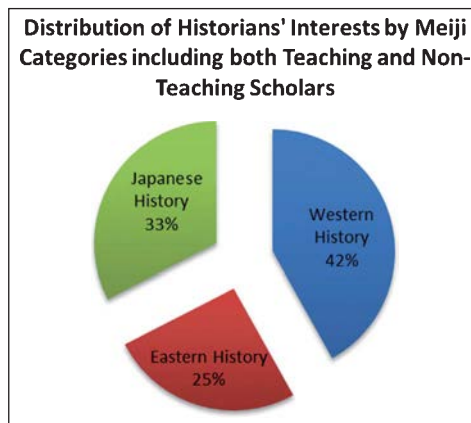 Distribution of Historians' Interests by Meiji
Categories including both Teaching and Non-
Teaching Scholars
Japanese
History
33%
Western
History
42%
Eastern History
25%